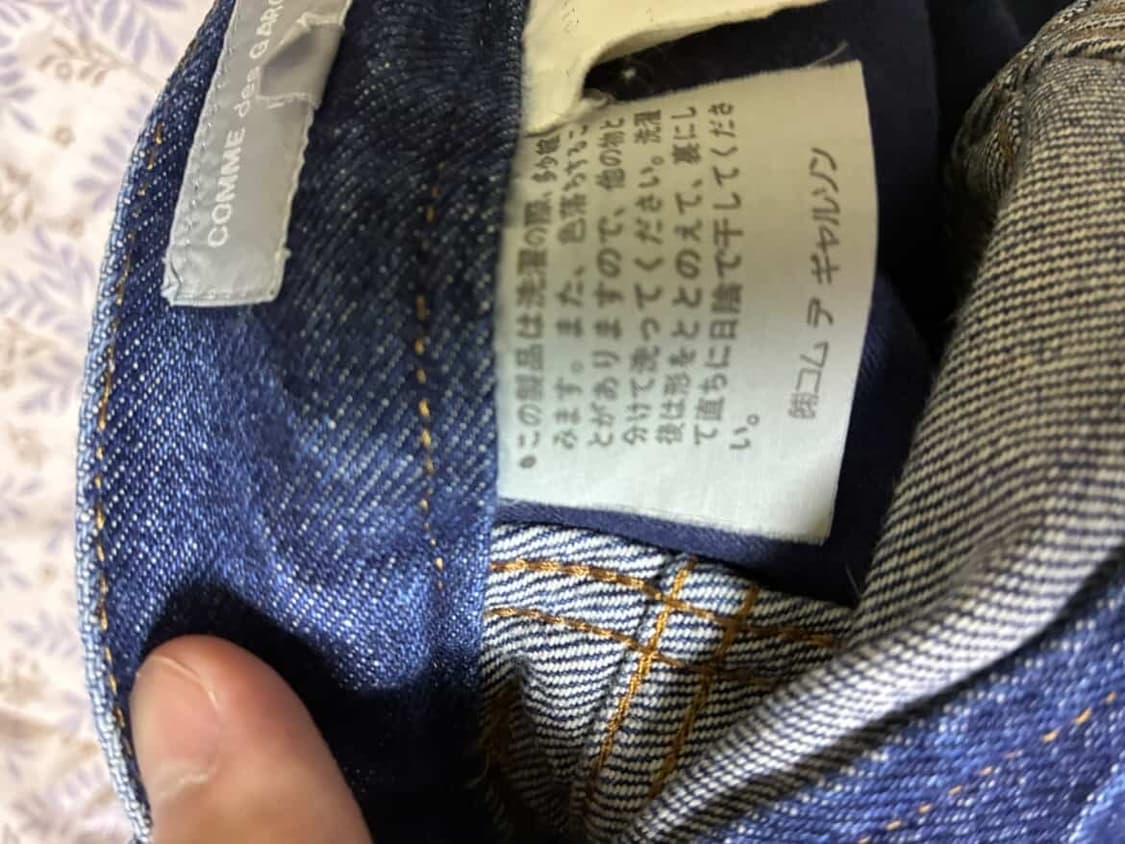 COMME des GARÇ
●この製品は洗濯の際、多少縮
みます。また、色落ちするこ
とがありますので、他の物と
分けて洗ってください。洗濯
後は形をととのえて、裏にし
て直ちに日陰で干してくださ
い。
㈱コム デ ギャルソン